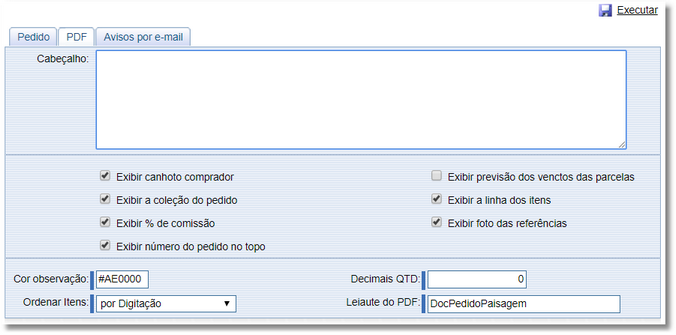 Executar
Pedido PDF Avisos por e-mail
Cabeçalho:
Exibir canhoto comprador Exibir previsão dos venctos das parcelas
Exibir a coleção do pedido Exibir a linha dos itens
Exibir % de comissão Exibir foto das referências
Exibir número do pedido no topo
Cor observação: #AE0000 Decimais QTD: 0
Ordenar Itens: por Digitação Leiaute do PDF: DocPedidoPaisagem